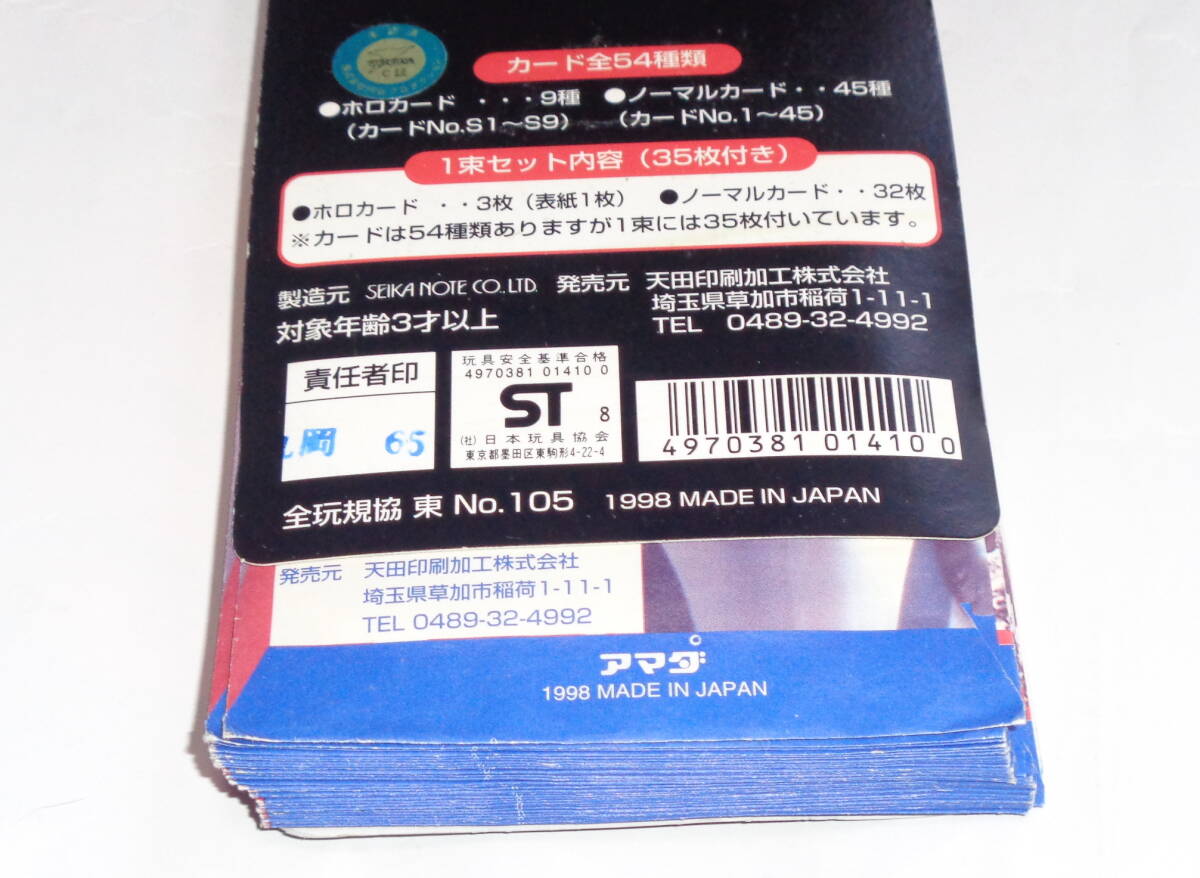 カード全54種類
●ホロカード ・・・9種 ●ノーマルカード・・45種
(カードNo.S1～S9) (カードNo.1～45)
1束セット内容(35枚付き)
●ホロカード ・・3枚(表紙1枚) ●ノーマルカード・・32枚
※カードは54種類ありますが1束には35枚付いています。
製造元 SEIKA NOTE CO.,LTD. 発売元 天田印刷加工株式会社
埼玉県草加市稲荷1-11-1
対象年齢3才以上
TEL 0489-32-4992
責任者印
岡 65
玩具安全基準合格
4970381 01410 0
ST 8
(社)日本玩具協会
東京都墨田区東駒形4-22-4
4970381 014100
全玩規協 東 No.105 1998 MADE IN JAPAN
発売元 天田印刷加工株式会社
埼玉県草加市稲荷1-11-1
TEL 0489-32-4992
アマダ
1998 MADE IN JAPAN